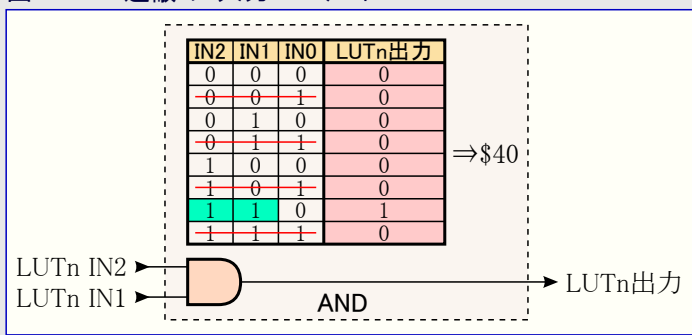 IN2 IN1 IN0 LUTn出力
0 0 0 0
0 0 1 0
0 1 0 0
0 1 1 0
1 0 0 0
1 0 1 0
1 1 0 1
1 1 1 0
⇒$40
LUTn IN2
LUTn IN1
LUTn出力
AND